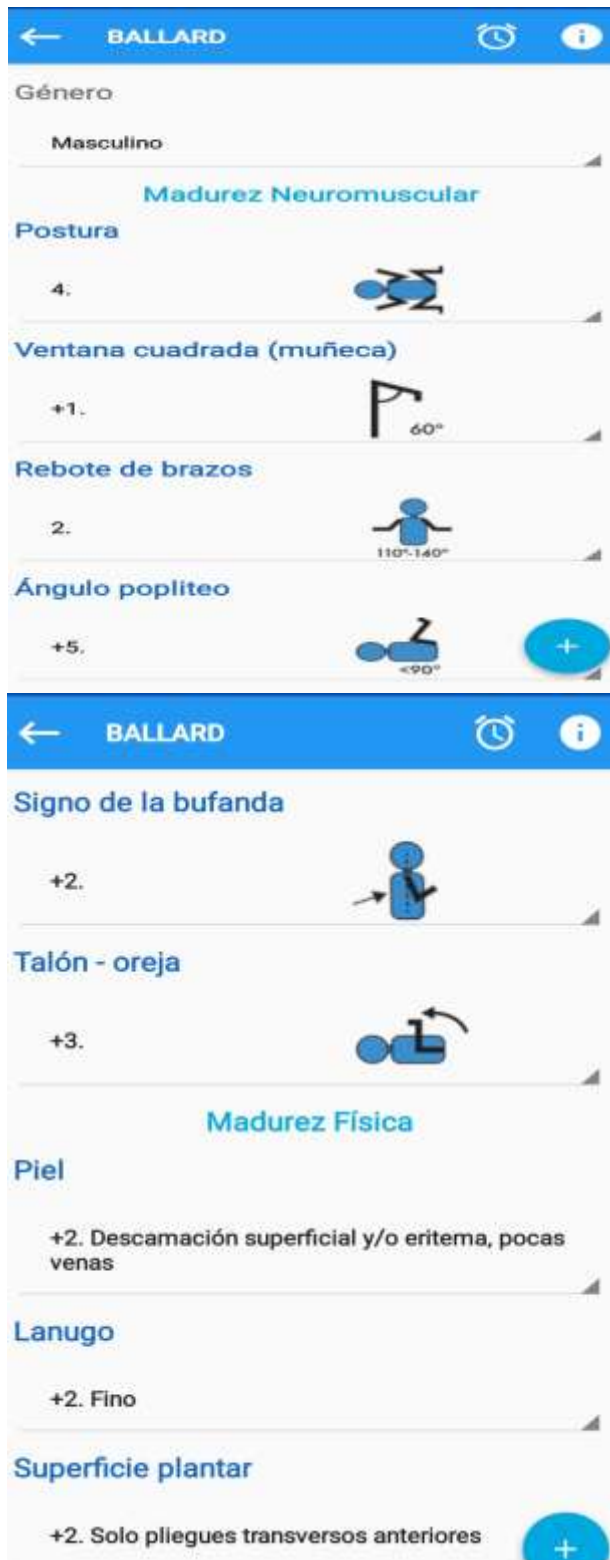 BALLARD
Género
Masculino
Madurez Neuromuscular
Postura
4.
Ventana cuadrada (muñeca)
+1.
60°
Rebote de brazos
2.
110°-140°
Ángulo popliteo
+5.
<90°
+
BALLARD
Signo de la bufanda
+2.
Talón - oreja
+3.
Madurez Física
Piel
+2. Descamación superficial y/o eritema, pocas
venas
Lanugo
+2. Fino
Superficie plantar
+2. Solo pliegues transversos anteriores
+